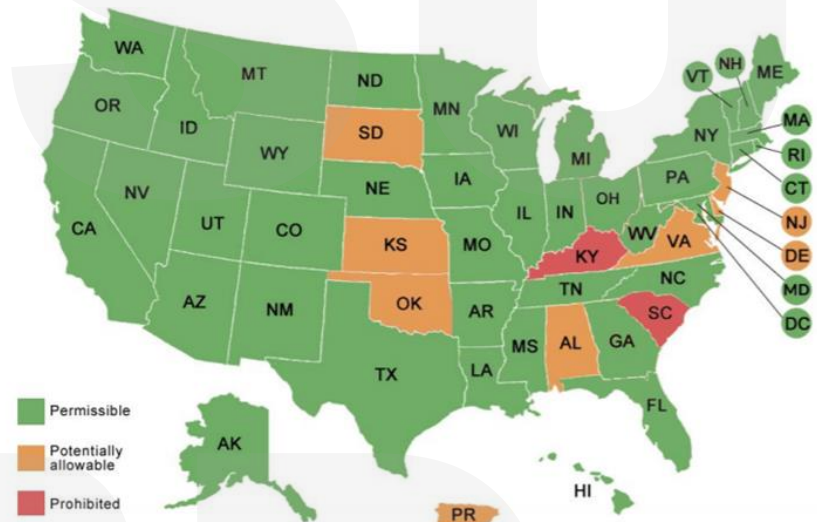 WA
MT
ND
MN
VT
NH
ME
OR
ID
SD
WI
NY
MA
WY
MI
RI
IA
PA
CT
NE
NV
IL
IN
OH
NJ
UT
CO
WV
CA
KS
MO
KY
VA
DE
NC
MD
TN
AZ
NM
OK
AR
SC
DC
MS
AL
GA
TX
LA
FL
Permissible
AK
Potentially
allowable
HI
Prohibited
PR